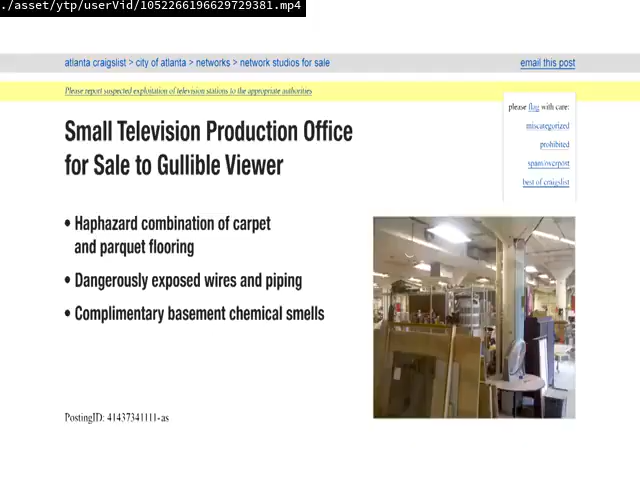 ./asset/ytp/userVid/1052266196629729381.mp4
atlanta craigslist > city of atlanta > networks > network studios for sale
email this post
Please report suspected exploitation of television stations to the appropriate authorities
please flag with care:
miscategorized
prohibited
spam/overpost
best of craigslist
Small Television Production Office
for Sale to Gullible Viewer
• Haphazard combination of carpet
and parquet flooring
• Dangerously exposed wires and piping
• Complimentary basement chemical smells
PostingID: 41437341111-as